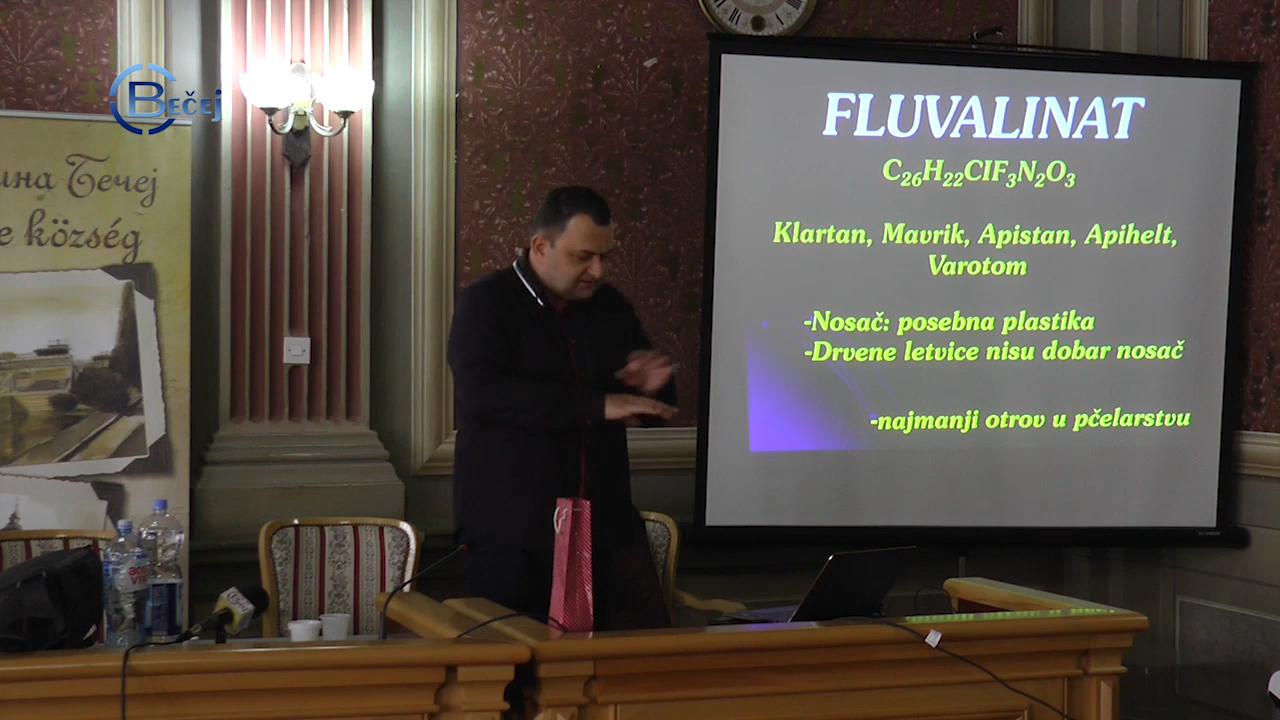 BEČEJ
ина Бечеј
e község
FLUVALINAT
C₂₆H₂₂ClF₃N₂O₃
Klartan, Mavrik, Apistan, Apihelt,
Varotom
-Nosač: posebna plastika
-Drvene letvice nisu dobar nosač
-najmanji otrov u pčelarstvu